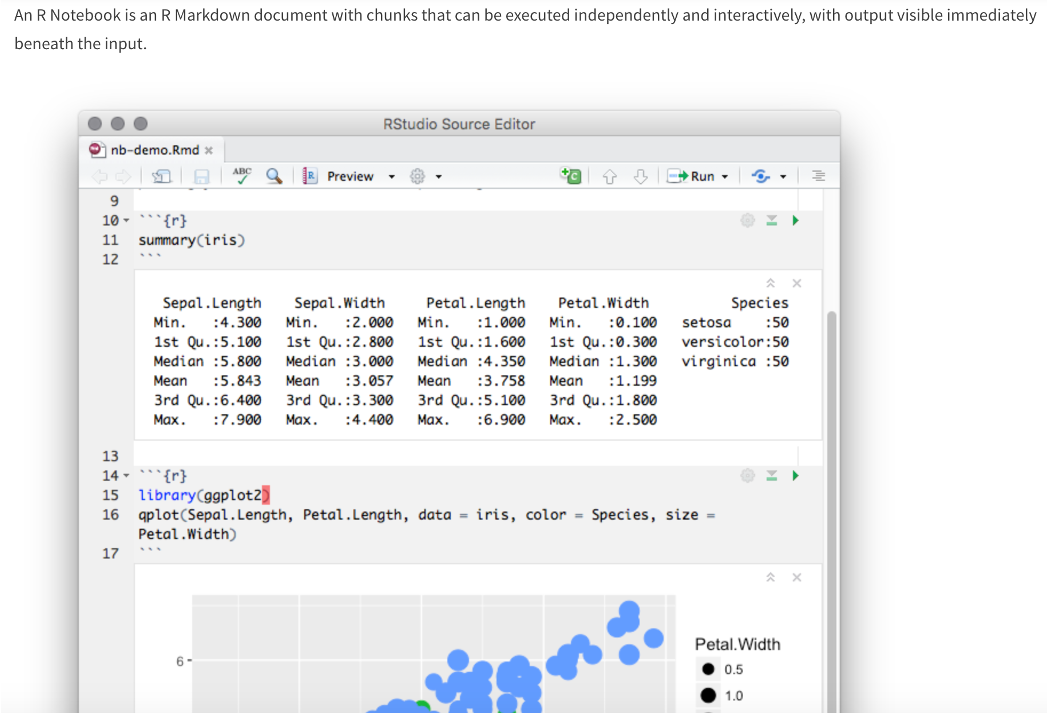 An R Notebook is an R Markdown document with chunks that can be executed independently and interactively, with output visible immediately
beneath the input.
RStudio Source Editor
nb-demo.Rmd ×
ABC Preview Run
9
10 ```{r}
11 summary(iris)
12 ```
Sepal.Length Sepal.Width Petal.Length Petal.Width Species
Min. :4.300 Min. :2.000 Min. :1.000 Min. :0.100 setosa :50
1st Qu.:5.100 1st Qu.:2.800 1st Qu.:1.600 1st Qu.:0.300 versicolor:50
Median :5.800 Median :3.000 Median :4.350 Median :1.300 virginica :50
Mean :5.843 Mean :3.057 Mean :3.758 Mean :1.199
3rd Qu.:6.400 3rd Qu.:3.300 3rd Qu.:5.100 3rd Qu.:1.800
Max. :7.900 Max. :4.400 Max. :6.900 Max. :2.500
13
14 ```{r}
15 library(ggplot2)
16 qplot(Sepal.Length, Petal.Length, data = iris, color = Species, size =
Petal.Width)
17 ```
Petal.Width
6
0.5
1.0